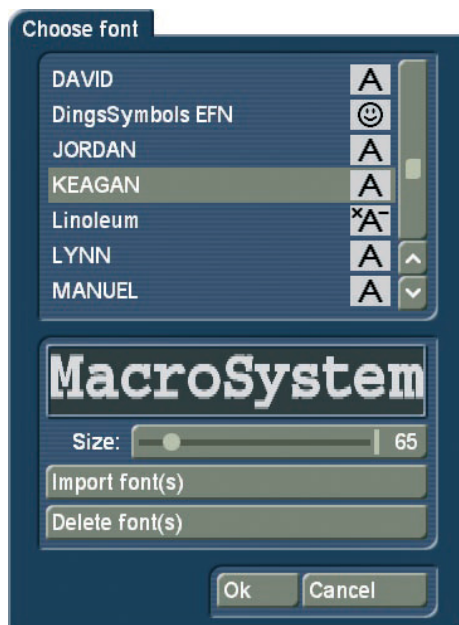 Choose font
DAVID A
DingsSymbols EFN
JORDAN A
KEAGAN A
Linoleum ×A-
LYNN A
MANUEL A
MacroSystem
Size: 65
Import font(s)
Delete font(s)
Ok Cancel